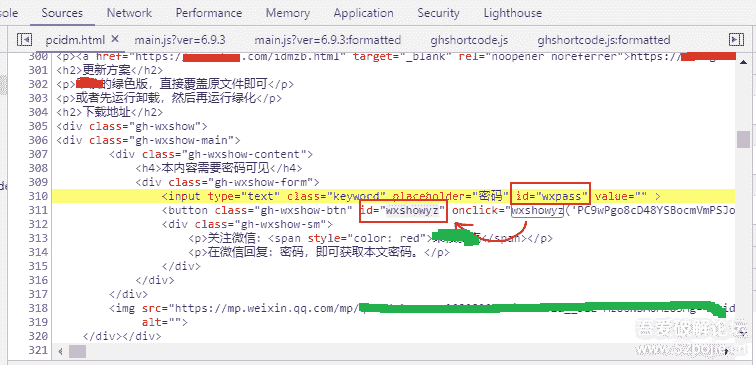 Sources Network Performance Memory Application Security Lighthouse
pcidm.html × main.js?ver=6.9.3 main.js?ver=6.9.3:formatted ghshortcode.js ghshortcode.js:formatted
300 <p><a href="https: .com/idmzb.html" target="_blank" rel="noopener noreferrer">https:
301 <h2>更新方案</h2>
302 <p> 的绿色版，直接覆盖原文件即可</p>
303 <p>或者先运行卸载，然后再运行绿化</p>
304 <h2>下载地址</h2>
305 <div class="gh-wxshow">
306 <div class="gh-wxshow-main">
307 <div class="gh-wxshow-content">
308 <h4>本内容需要密码可见</h4>
309 <div class="gh-wxshow-form">
310 <input type="text" class="keyword" placeholder="密码" id="wxpass" value="" >
311 <button class="gh-wxshow-btn" id="wxshowyz" onclick="wxshowyz('PC9wPgo8cD48YSBocmVmPSJo
312 <div class="gh-wxshow-sm">
313 <p>关注微信: <span style="color: red"> </span></p>
314 <p>在微信回复: 密码，即可获取本文密码。</p>
315 </div>
316 </div>
317 </div>
318 <img src="https://mp.weixin.qq.com/mp/
319 alt="">
320 </div></div>
321
吾爱破解论坛
www.52pojie.cn